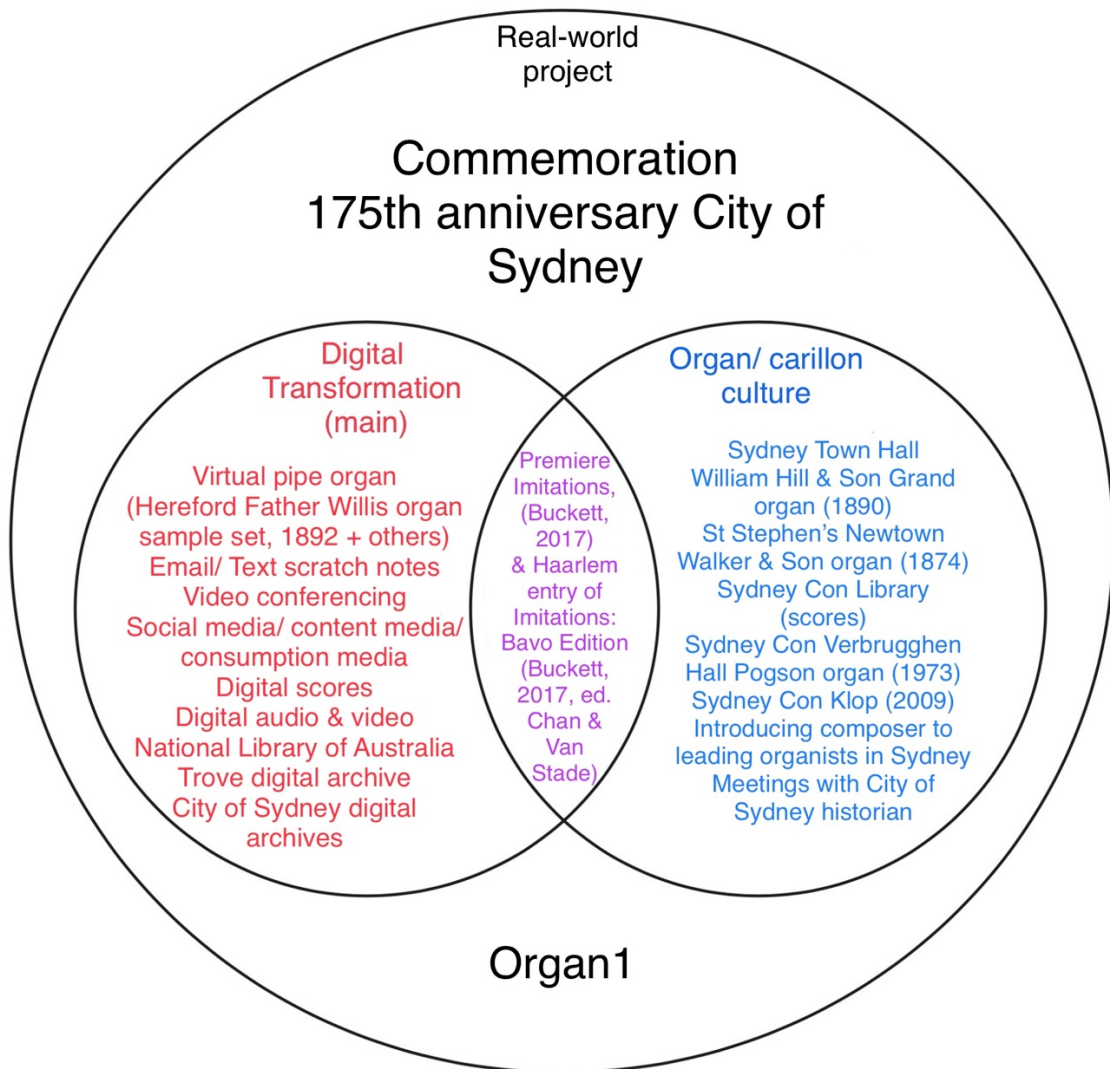 Real-world
project
Commemoration
175th anniversary City of
Sydney
Digital
Transformation
(main)
Virtual pipe organ
(Hereford Father Willis organ
sample set, 1892 + others)
Email/ Text scratch notes
Video conferencing
Social media/ content media/
consumption media
Digital scores
Digital audio & video
National Library of Australia
Trove digital archive
City of Sydney digital
archives
Premiere
Imitations,
(Buckett,
2017)
& Haarlem
entry of
Imitations:
Bavo Edition
(Buckett,
2017, ed.
Chan &
Van
Stade)
Organ/ carillon
culture
Sydney Town Hall
William Hill & Son Grand
organ (1890)
St Stephen’s Newtown
Walker & Son organ (1874)
Sydney Con Library
(scores)
Sydney Con Verbrugghen
Hall Pogson organ (1973)
Sydney Con Klop (2009)
Introducing composer to
leading organists in Sydney
Meetings with City of
Sydney historian
Organ1